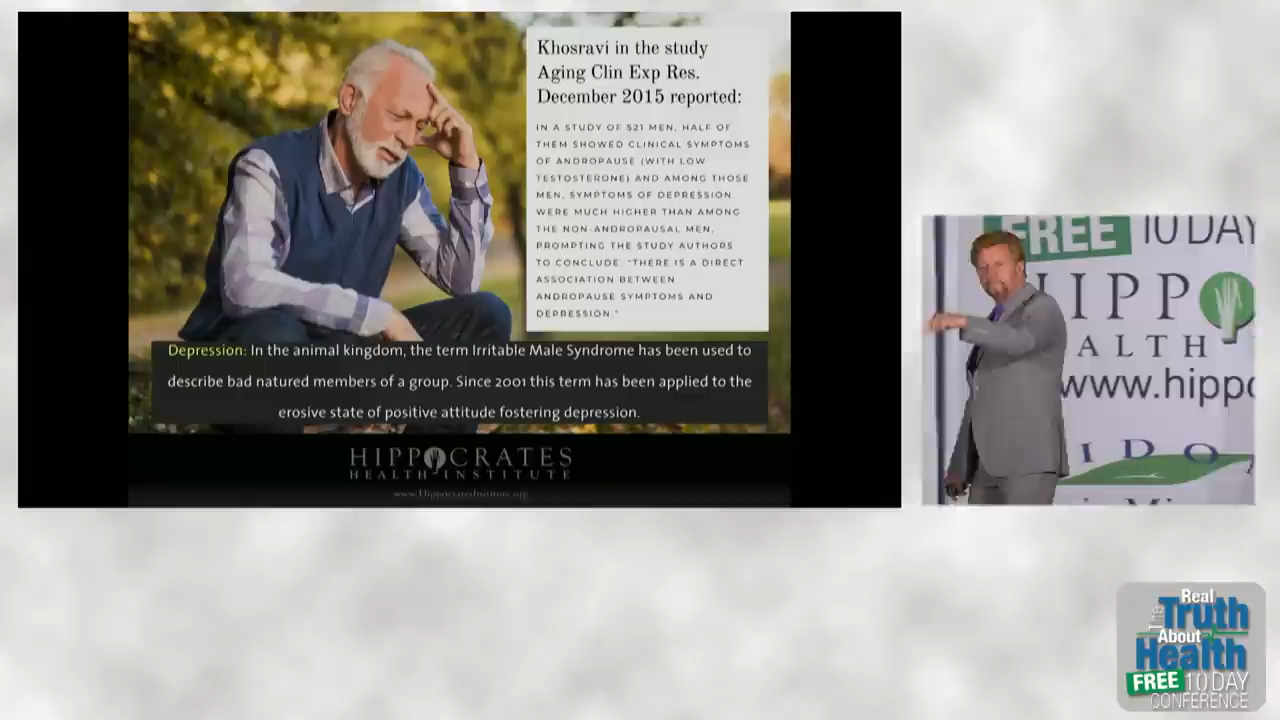 Khosravi in the study
Aging Clin Exp Res.
December 2015 reported:
IN A STUDY OF 521 MEN, HALF OF
THEM SHOWED CLINICAL SYMPTOMS
OF ANDROPAUSE (WITH LOW
TESTOSTERONE) AND AMONG THOSE
MEN, SYMPTOMS OF DEPRESSION
WERE MUCH HIGHER THAN AMONG
THE NON-ANDROPAUSAL MEN,
PROMPTING THE STUDY AUTHORS
TO CONCLUDE "THERE IS A DIRECT
ASSOCIATION BETWEEN
ANDROPAUSE SYMPTOMS AND
DEPRESSION."
Depression: In the animal kingdom, the term Irritable Male Syndrome has been used to
describe bad natured members of a group. Since 2001 this term has been applied to the
erosive state of positive attitude fostering depression.
HIPPOCRATES
HEALTH INSTITUTE
www.HippocratesInstitute.org
FREE 10 DAY
HIPPO
ALTH
www.hippo
IDO
The Real
Truth
About
Health
FREE 10 DAY
CONFERENCE